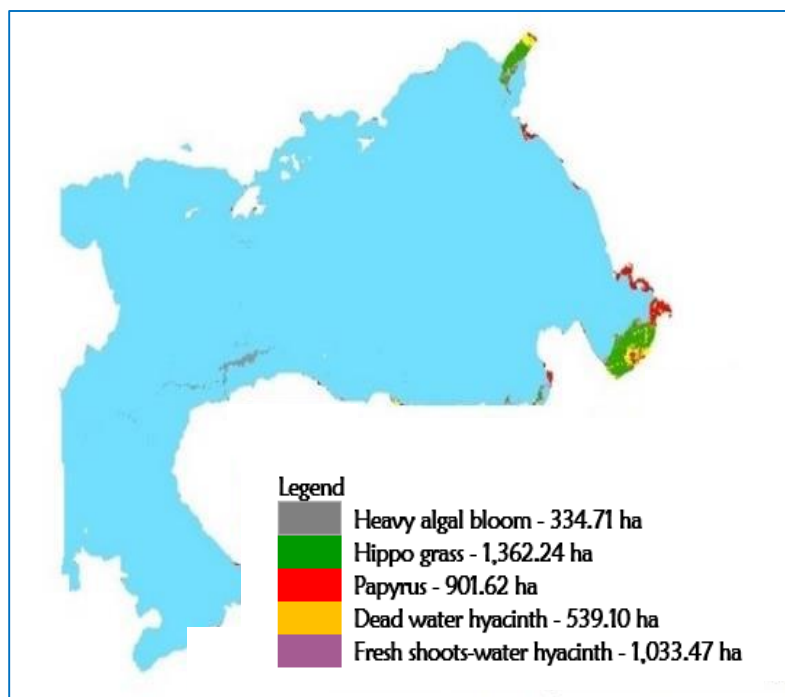 Legend
Heavy algal bloom - 334.71 ha
Hippo grass - 1,362.24 ha
Papyrus - 901.62 ha
Dead water hyacinth - 539.10 ha
Fresh shoots-water hyacinth - 1,033.47 ha